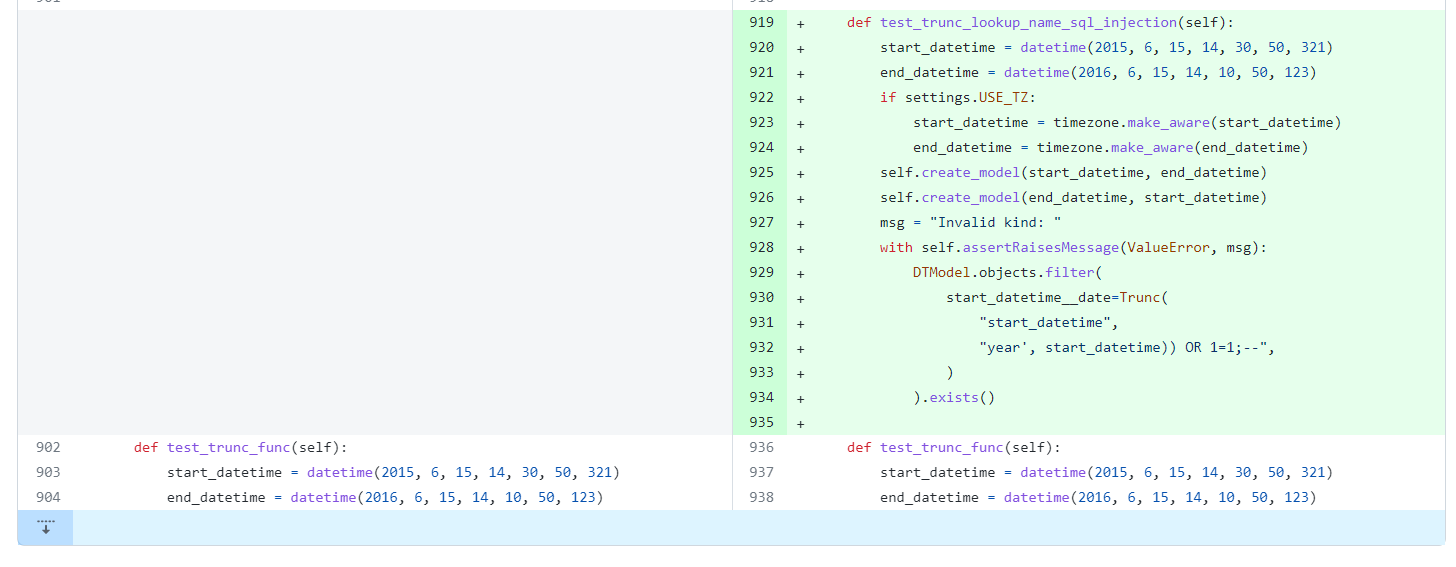 919 + def test_trunc_lookup_name_sql_injection(self):
920 + start_datetime = datetime(2015, 6, 15, 14, 30, 50, 321)
921 + end_datetime = datetime(2016, 6, 15, 14, 10, 50, 123)
922 + if settings.USE_TZ:
923 + start_datetime = timezone.make_aware(start_datetime)
924 + end_datetime = timezone.make_aware(end_datetime)
925 + self.create_model(start_datetime, end_datetime)
926 + self.create_model(end_datetime, start_datetime)
927 + msg = "Invalid kind: "
928 + with self.assertRaisesMessage(ValueError, msg):
929 + DTModel.objects.filter(
930 + start_datetime__date=Trunc(
931 + "start_datetime",
932 + "year', start_datetime)) OR 1=1;--",
933 + )
934 + ).exists()
935 +
902 def test_trunc_func(self): 936 def test_trunc_func(self):
903 start_datetime = datetime(2015, 6, 15, 14, 30, 50, 321) 937 start_datetime = datetime(2015, 6, 15, 14, 30, 50, 321)
904 end_datetime = datetime(2016, 6, 15, 14, 10, 50, 123) 938 end_datetime = datetime(2016, 6, 15, 14, 10, 50, 123)